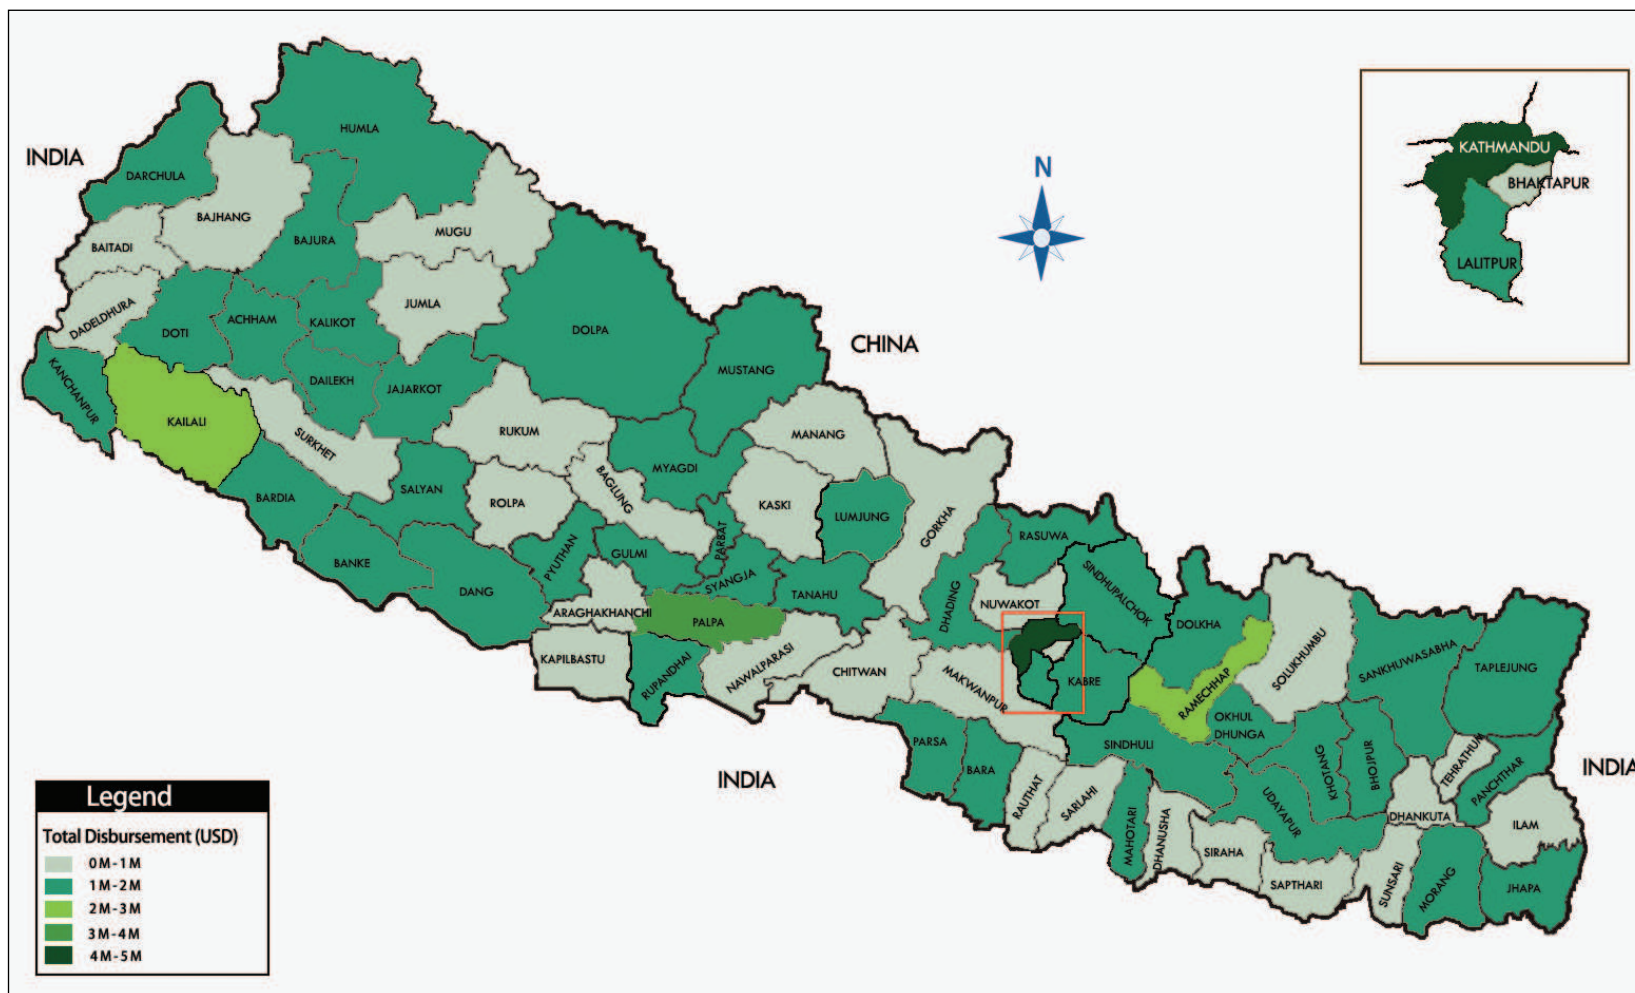 INDIA
HUMLA
DARCHULA
BAJHANG
BAITADI
BAJURA
MUGU
DADELDHURA
JUMLA
DOTI
ACHHAM
KALIKOT
DOLPA
KANCHANPUR
DAILEKH
JAJARKOT
MUSTANG
CHINA
N
KATHMANDU
BHAKTAPUR
LALITPUR
KAILALI
SURKHET
RUKUM
MANANG
BARDIA
SALYAN
ROLPA
BAGLUNG
MYAGDI
KASKI
LUMJUNG
GORKHA
BANKE
DANG
PYUTHAN
GULMI
PARBAT
SYANGJA
TANAHU
RASUWA
SINDHUPALCHOK
NUWAKOT
DHADING
ARAGHAKHANCHI
PALPA
KAPILBASTU
RUPANDHAI
NAWALPARASI
CHITWAN
MAKWANPUR
KABRE
DOLKHA
RAMECHHAP
SOLUKHUMBU
SANKHUWASABHA
TAPLEJUNG
OKHUL
DHUNGA
SINDHULI
PARSA
BARA
RAUTHAT
SARLAHI
MAHOTARI
DHANUSHA
SIRAHA
UDAYAPUR
KHOTANG
BHOJPUR
TEHRATHUM
PANCHTHAR
DHANKUTA
ILAM
SAPTHARI
SUNSARI
MORANG
JHAPA
INDIA
INDIA
Legend
Total Disbursement (USD)
0M-1M
1M-2M
2M-3M
3M-4M
4M-5M